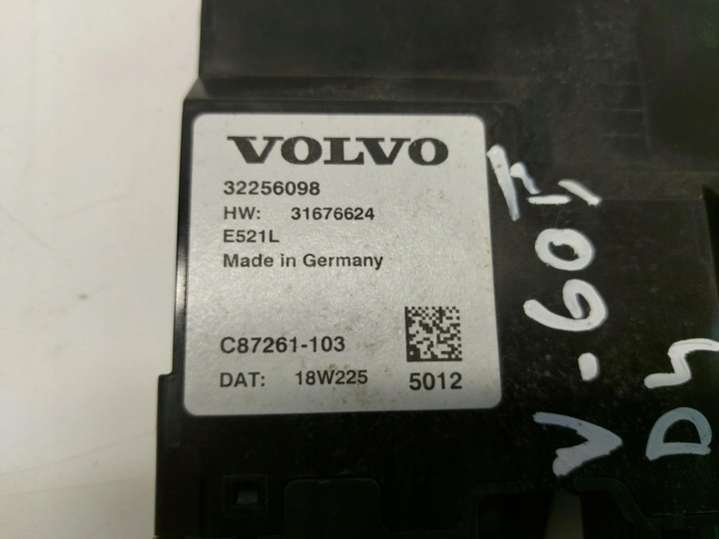 VOLVO
32256098
HW: 31676624
E521L
Made in Germany
C87261-103
DAT: 18W225 5012
V-60